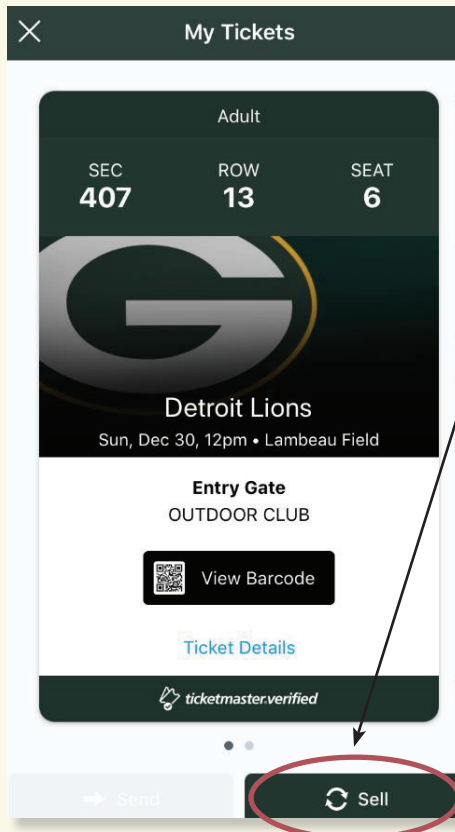 My Tickets
Adult
SEC ROW SEAT
407 13 6
G
Detroit Lions
Sun, Dec 30, 12pm • Lambeau Field
Entry Gate
OUTDOOR CLUB
View Barcode
Ticket Details
ticketmaster.verified
Send Sell